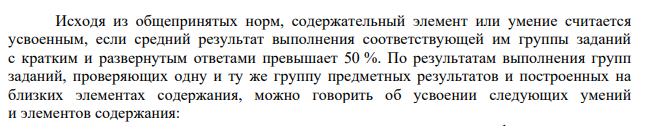 Исходя из общепринятых норм, содержательный элемент или умение считается
усвоенным, если средний результат выполнения соответствующей им группы заданий
с кратким и развернутым ответами превышает 50 %. По результатам выполнения групп
заданий, проверяющих одну и ту же группу предметных результатов и построенных на
близких элементах содержания, можно говорить об усвоении следующих умений
и элементов содержания: